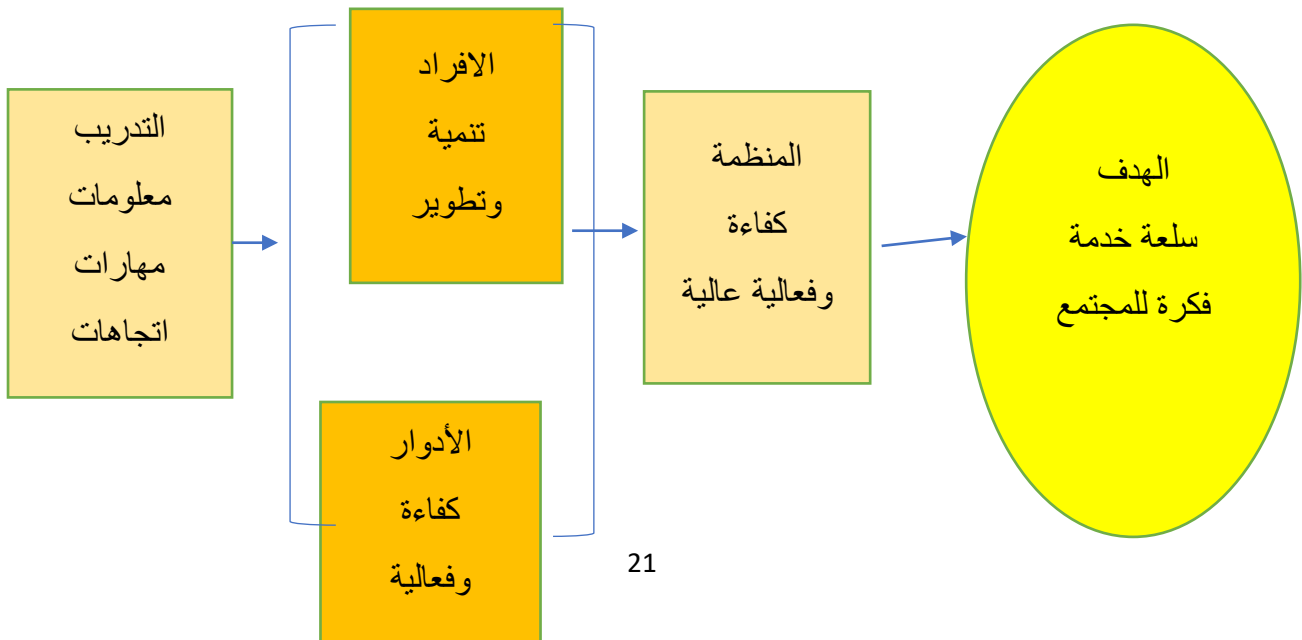 التدريب
معلومات
مهارات
اتجاهات
الافراد
تنمية
وتطوير
الأدوار
كفاءة
وفعالية
المنظمة
كفاءة
وفعالية عالية
الهدف
سلعة خدمة
فكرة للمجتمع
21